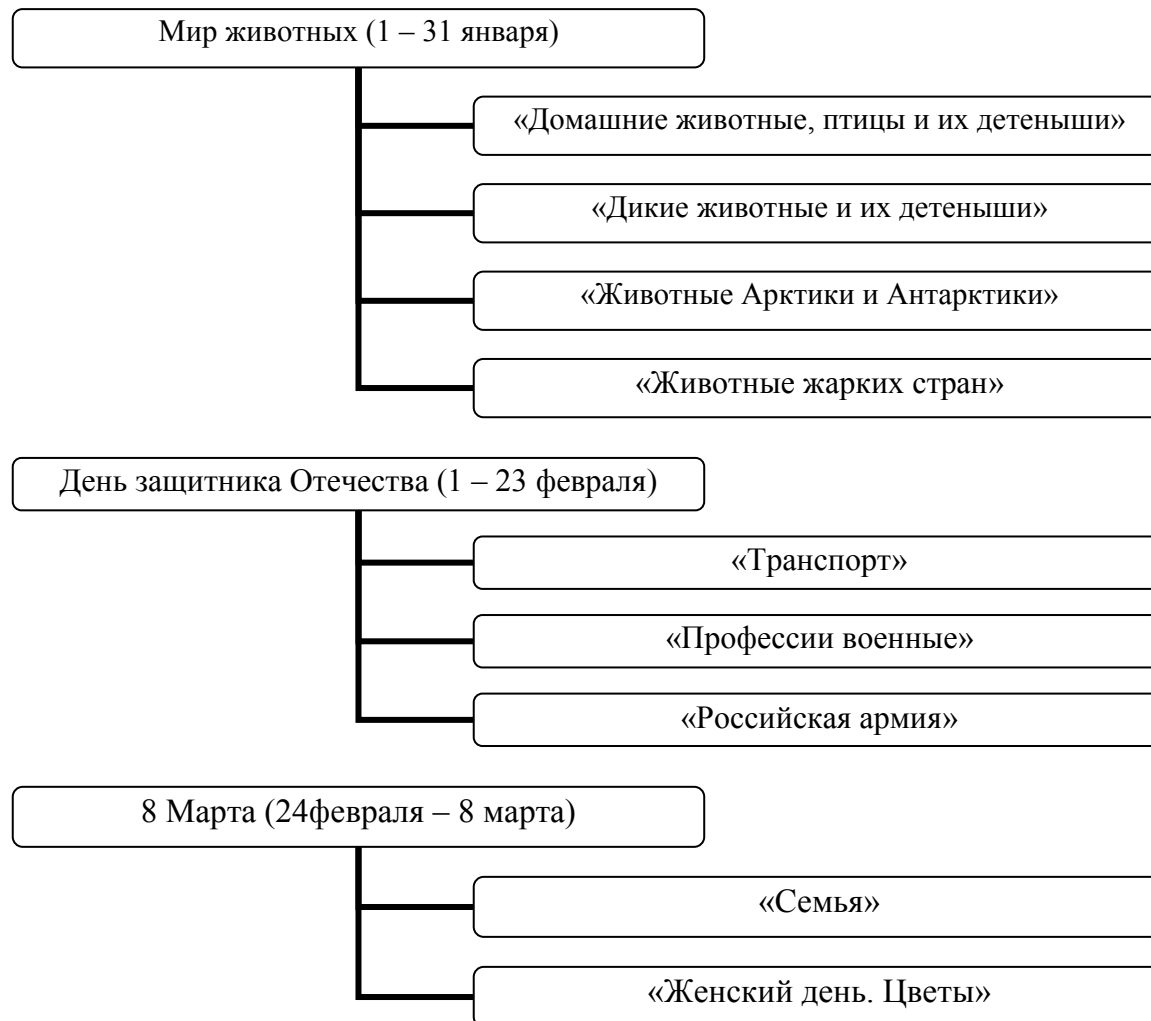 Мир животных (1 – 31 января)
«Домашние животные, птицы и их детеныши»
«Дикие животные и их детеныши»
«Животные Арктики и Антарктики»
«Животные жарких стран»
День защитника Отечества (1 – 23 февраля)
«Транспорт»
«Профессии военные»
«Российская армия»
8 Марта (24февраля – 8 марта)
«Семья»
«Женский день. Цветы»